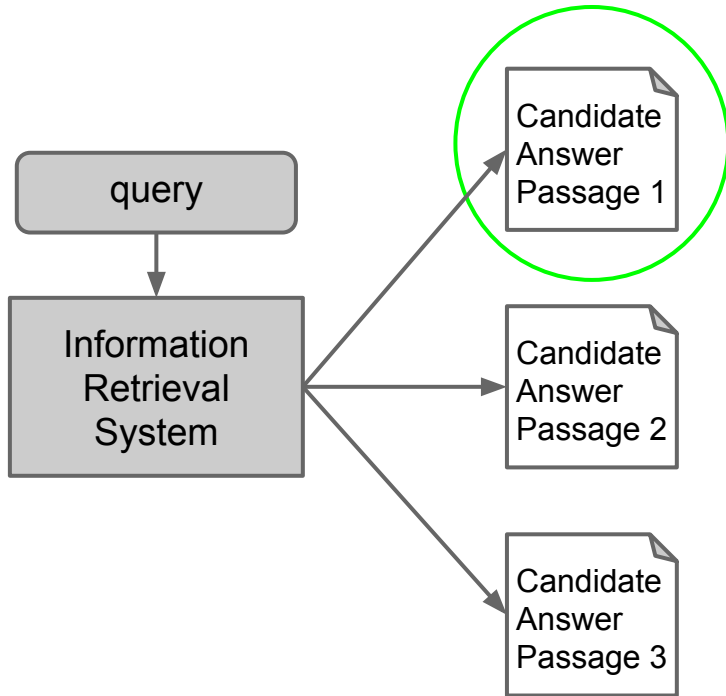 query
Information
Retrieval
System
Candidate
Answer
Passage 1
Candidate
Answer
Passage 2
Candidate
Answer
Passage 3